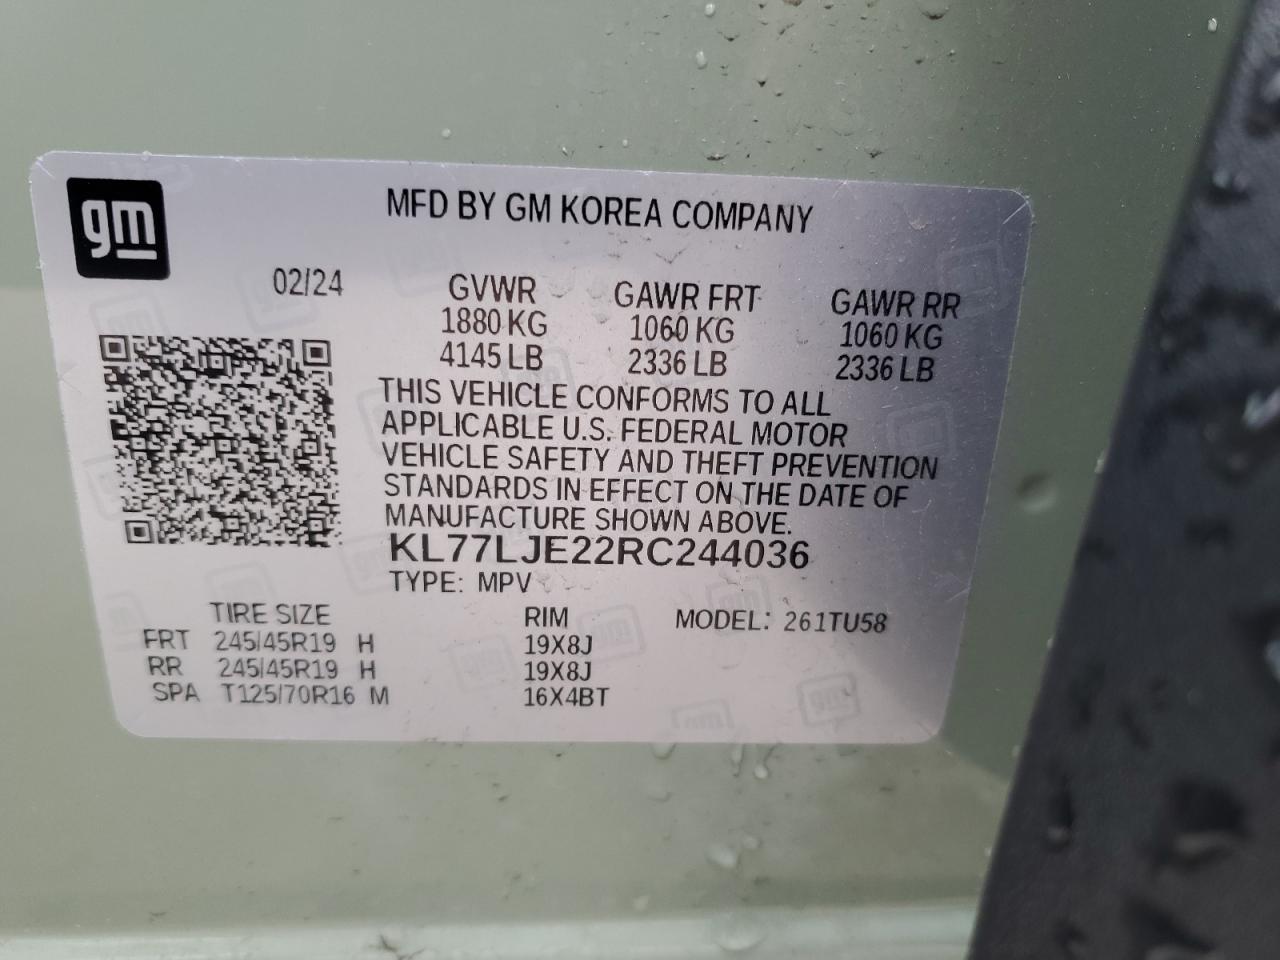 gm
MFD BY GM KOREA COMPANY
02/24
GVWR GAWR FRT GAWR RR
1880 KG 1060 KG 1060 KG
4145 LB 2336 LB 2336 LB
THIS VEHICLE CONFORMS TO ALL
APPLICABLE U.S. FEDERAL MOTOR
VEHICLE SAFETY AND THEFT PREVENTION
STANDARDS IN EFFECT ON THE DATE OF
MANUFACTURE SHOWN ABOVE.
KL77LJE22RC244036
TYPE: MPV
TIRE SIZE RIM MODEL: 261TU58
FRT 245/45R19 H 19X8J
RR 245/45R19 H 19X8J
SPA T125/70R16 M 16X4BT